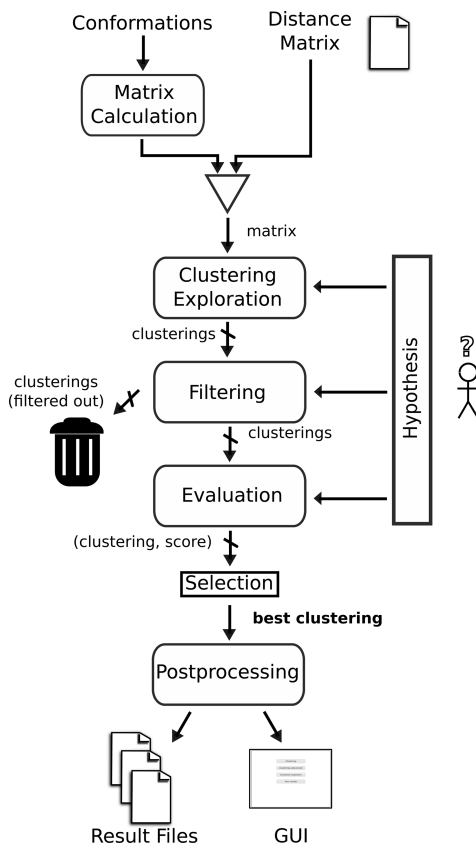 Conformations
Distance
Matrix
Matrix
Calculation
matrix
Clustering
Exploration
clusterings
Hypothesis
?
clusterings
(filtered out)
Filtering
clusterings
Evaluation
(clustering, score)
Selection
best clustering
Postprocessing
Result Files
GUI